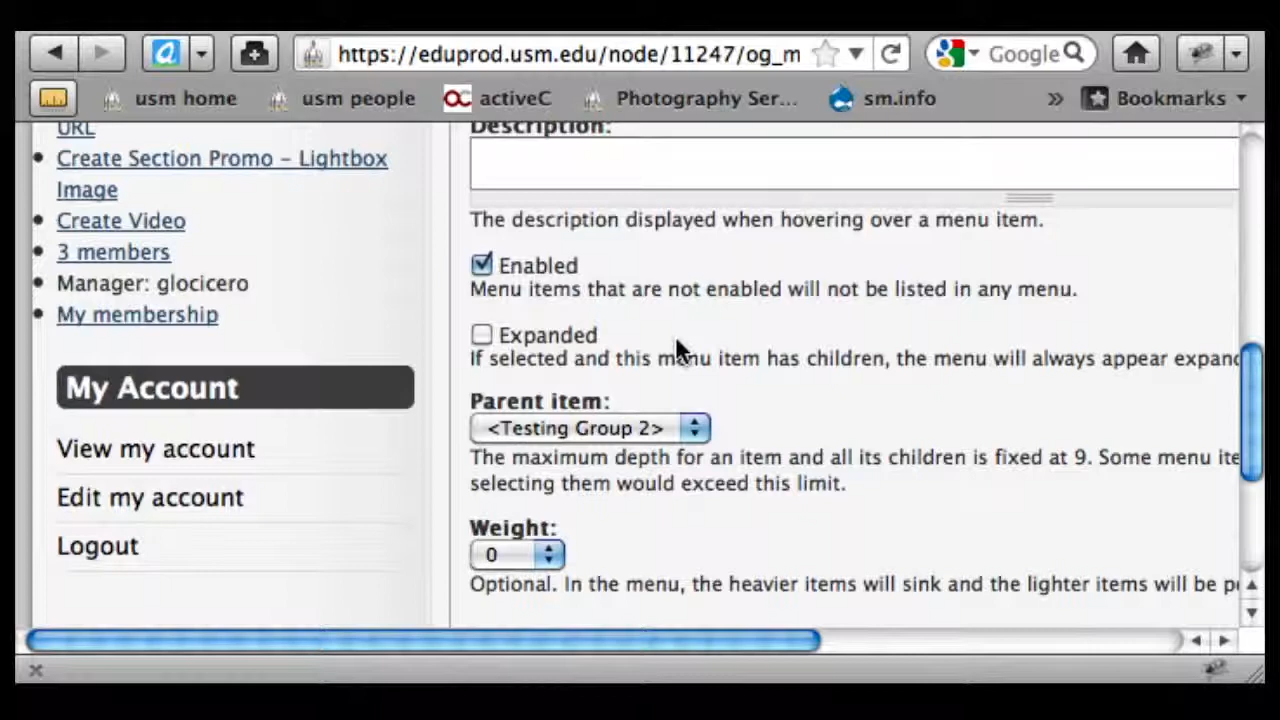 https://eduprod.usm.edu/node/11247/og_m
Google
usm home
usm people
activeC
Photography Ser...
sm.info
»
Bookmarks
URL
Create Section Promo – Lightbox
Image
Create Video
3 members
Manager: glocicero
My membership
My Account
View my account
Edit my account
Logout
Description:
The description displayed when hovering over a menu item.
Enabled
Menu items that are not enabled will not be listed in any menu.
Expanded
If selected and this menu item has children, the menu will always appear expand
Parent item:
<Testing Group 2>
The maximum depth for an item and all its children is fixed at 9. Some menu ite
selecting them would exceed this limit.
Weight:
0
Optional. In the menu, the heavier items will sink and the lighter items will be p